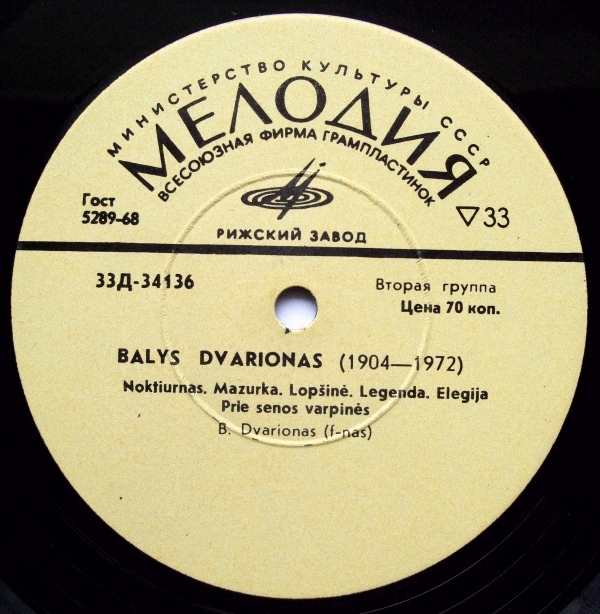 МИНИСТЕРСТВО КУЛЬТУРЫ СССР
МЕЛОДИЯ
ВСЕСОЮЗНАЯ ФИРМА ГРАМПЛАСТИНОК
Гост
5289-68
▽33
РИЖСКИЙ ЗАВОД
33Д-34136
Вторая группа
Цена 70 коп.
BALYS DVARIONAS (1904—1972)
Noktiurnas. Mazurka. Lopšinė. Legenda. Elegija
Prie senos varpinės
B. Dvarionas (f-nas)